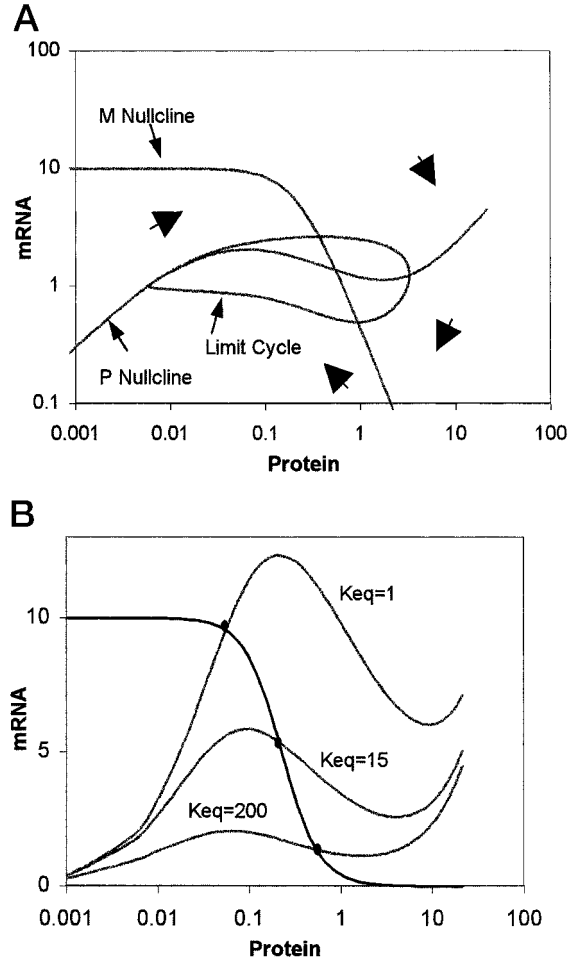 A
100
M Nullcline
10
mRNA
1
Limit Cycle
P Nullcline
0.1
0.001 0.01 0.1 1 10 100
Protein
B
Keq=1
10
mRNA
5
Keq=15
Keq=200
0
0.001 0.01 0.1 1 10 100
Protein